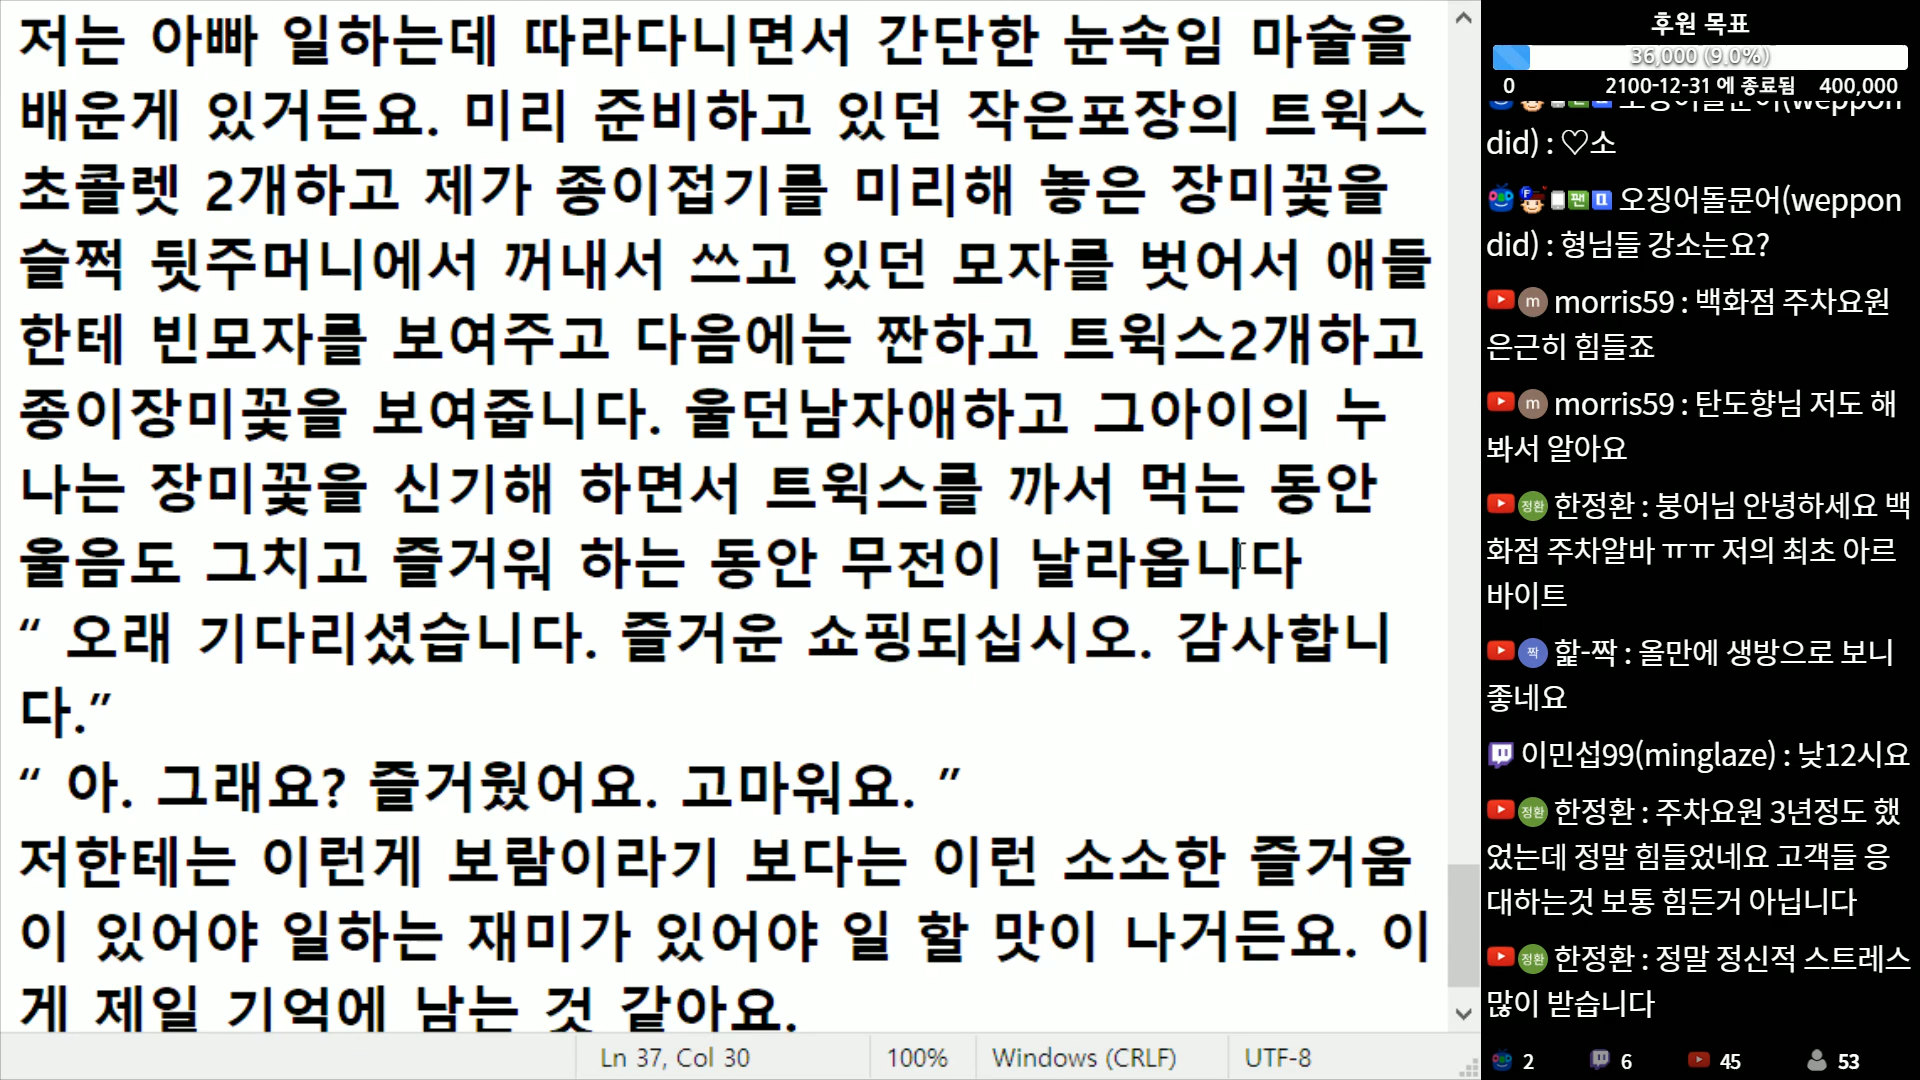 저는 아빠 일하는데 따라다니면서 간단한 눈속임 마술을
배운게 있거든요. 미리 준비하고 있던 작은포장의 트윅스
초콜렛 2개하고 제가 종이접기를 미리해 놓은 장미꽃을
슬쩍 뒷주머니에서 꺼내서 쓰고 있던 모자를 벗어서 애들
한테 빈모자를 보여주고 다음에는 짠하고 트윅스2개하고
종이장미꽃을 보여줍니다. 울던남자애하고 그아이의 누
나는 장미꽃을 신기해 하면서 트윅스를 까서 먹는 동안
울음도 그치고 즐거워 하는 동안 무전이 날라옵니다
“ 오래 기다리셨습니다. 즐거운 쇼핑되십시오. 감사합니
다.”
“ 아. 그래요? 즐거웠어요. 고마워요. ”
저한테는 이런게 보람이라기 보다는 이런 소소한 즐거움
이 있어야 일하는 재미가 있어야 일 할 맛이 나거든요. 이
게 제일 기억에 남는 것 같아요.
Ln 37, Col 30 100% Windows (CRLF) UTF-8
후원 목표
36,000 (9.0%)
0 2100-12-31 에 종료됨 400,000
오징어돌문어(weppon
did) : ♡소
오징어돌문어(weppon
did) : 형님들 강소는요?
morris59 : 백화점 주차요원
은근히 힘들죠
morris59 : 탄도향님 저도 해
봐서 알아요
한정환 : 붕어님 안녕하세요 백
화점 주차알바 ㅠㅠ 저의 최초 아르
바이트
핥-짝 : 올만에 생방으로 보니
좋네요
이민섭99(minglaze) : 낮12시요
한정환 : 주차요원 3년정도 했
었는데 정말 힘들었네요 고객들 응
대하는것 보통 힘든거 아닙니다
한정환 : 정말 정신적 스트레스
많이 받습니다
2 6 45 53